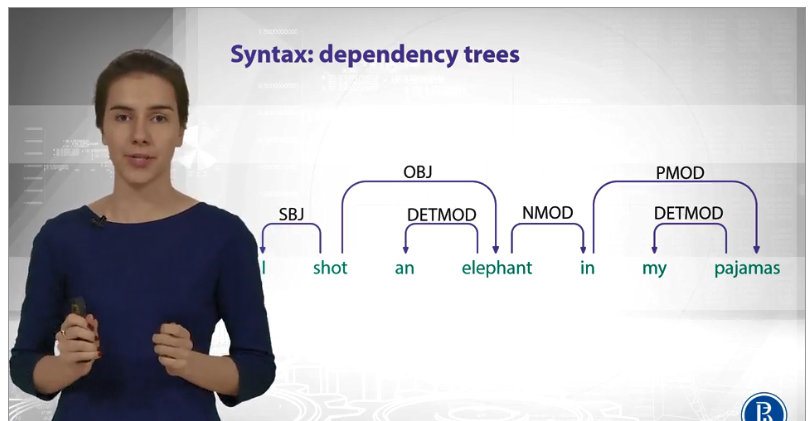 Syntax: dependency trees
OBJ PMOD
SBJ DETMOD NMOD DETMOD
I shot an elephant in my pajamas